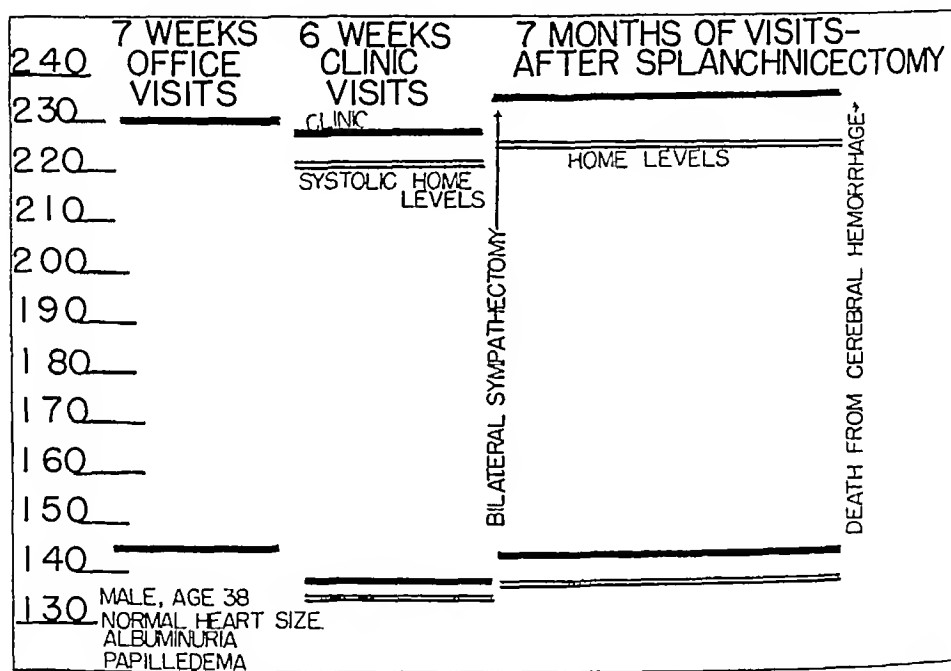 7 WEEKS
OFFICE
VISITS
6 WEEKS
CLINIC
VISITS
7 MONTHS OF VISITS-
AFTER SPLANCHNICECTOMY
240
230
220
210
200
190
180
170
160
150
140
130
CLINIC
SYSTOLIC HOME
LEVELS
HOME LEVELS
BILATERAL SYMPATHECTOMY
DEATH FROM CEREBRAL HEMORRHAGE
MALE, AGE 38
NORMAL HEART SIZE
ALBUMINURIA
PAPILLEDEMA